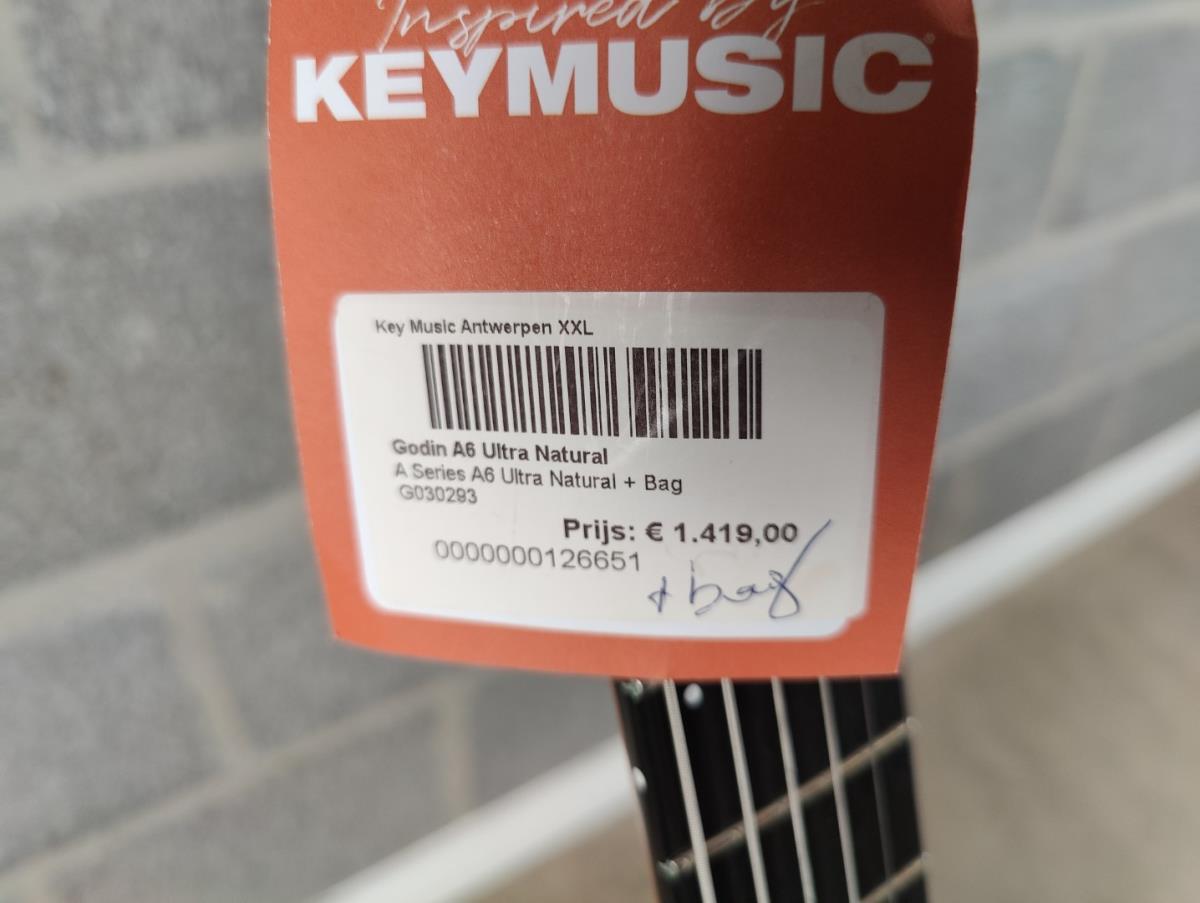 Inspired by
KEYMUSIC®
Key Music Antwerpen XXL
Godin A6 Ultra Natural
A Series A6 Ultra Natural + Bag
G030293
Prijs: € 1.419,00
0000000126651
+ bag